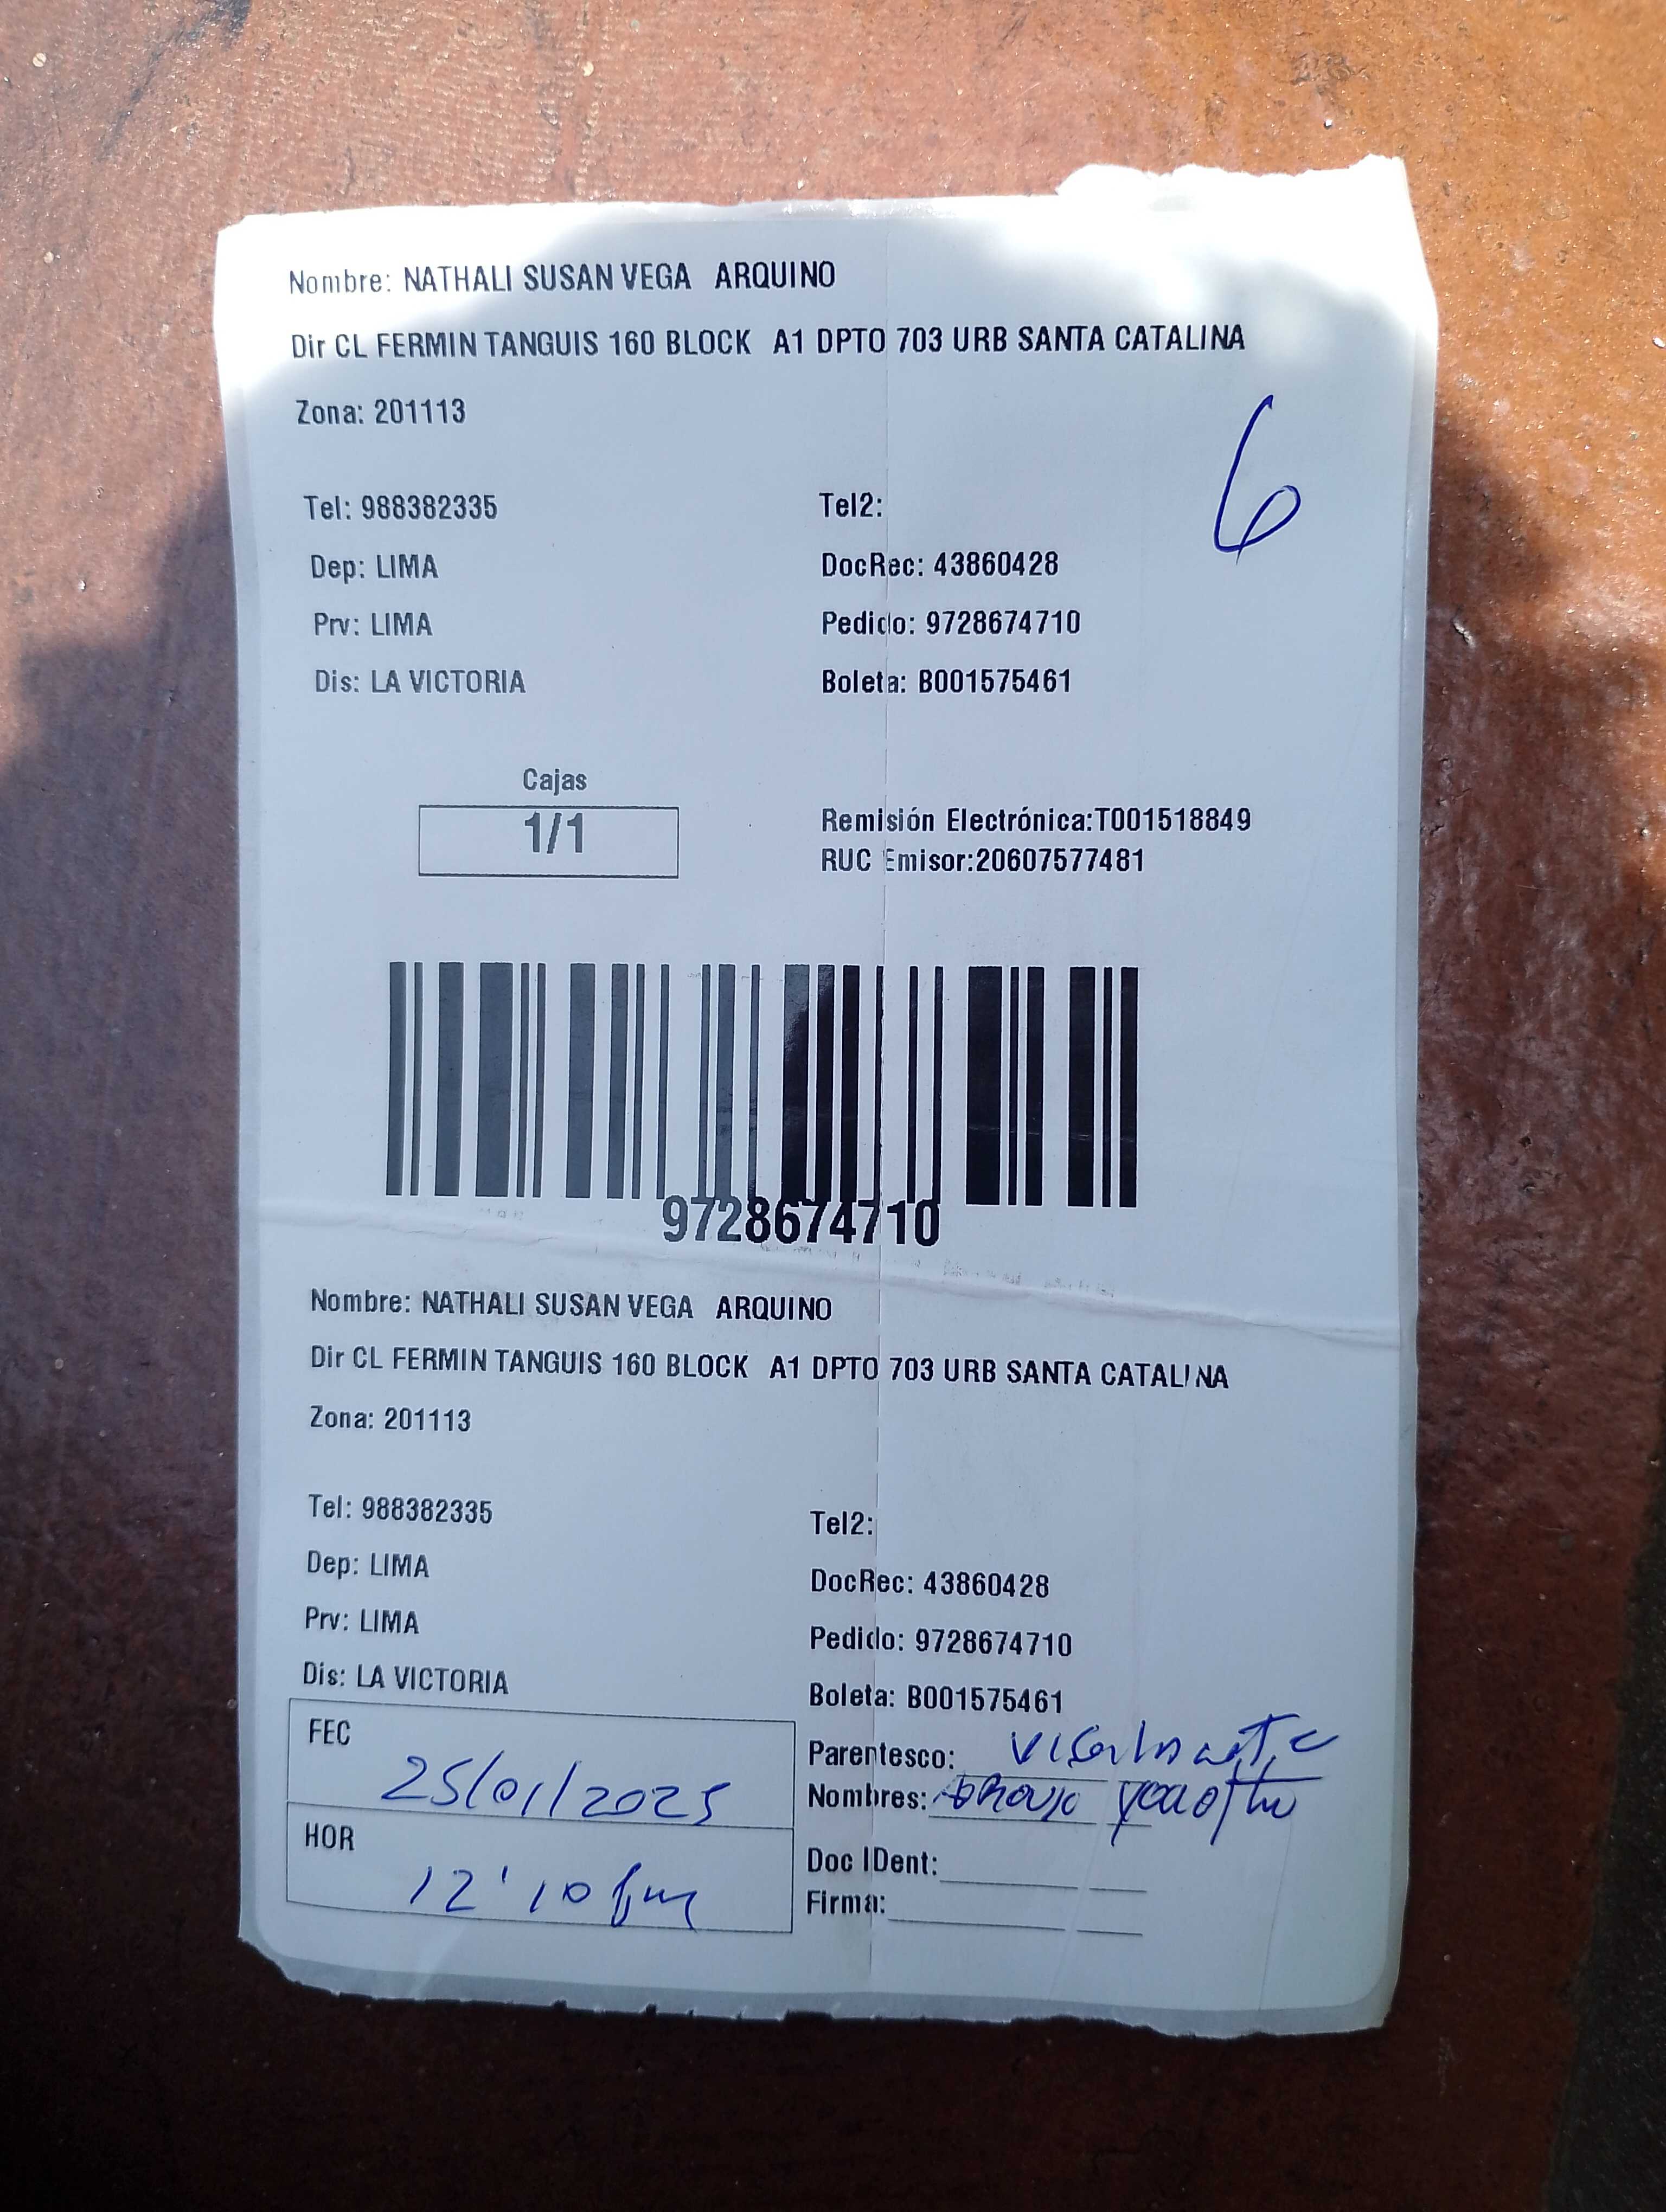 Nombre: NATHALI SUSAN VEGA ARQUINO
Dir CL FERMIN TANGUIS 160 BLOCK A1 DPTO 703 URB SANTA CATALINA
Zona: 201113
6
Tel: 988382335 Tel2:
Dep: LIMA DocRec: 43860428
Prv: LIMA Pedido: 9728674710
Dis: LA VICTORIA Boleta: B001575461
Cajas
1/1
Remisión Electrónica:T001518849
RUC Emisor:20607577481
9728674710
Nombre: NATHALI SUSAN VEGA ARQUINO
Dir CL FERMIN TANGUIS 160 BLOCK A1 DPTO 703 URB SANTA CATALINA
Zona: 201113
Tel: 988382335 Tel2:
Dep: LIMA DocRec: 43860428
Prv: LIMA Pedido: 9728674710
Dis: LA VICTORIA Boleta: B001575461
FEC 25/01/2025
Parentesco:
Nombres:
HOR 12'10
Doc IDent:
Firma: